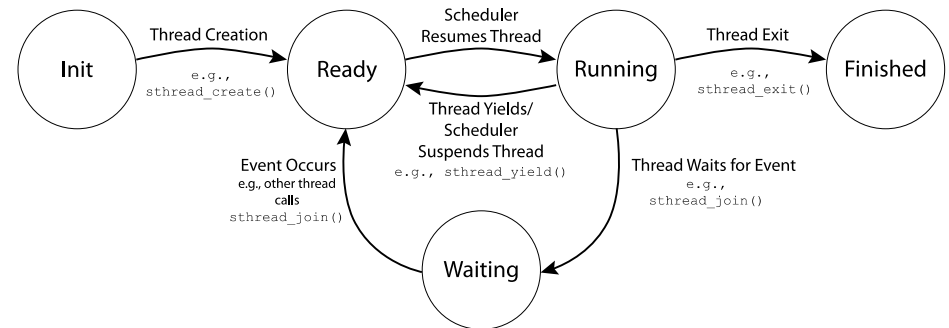 Init
Thread Creation
e.g.,
sthread_create()
Ready
Scheduler
Resumes Thread
Thread Yields/
Scheduler
Suspends Thread
e.g., sthread_yield()
Running
Thread Exit
e.g.,
sthread_exit()
Finished
Event Occurs
e.g., other thread
calls
sthread_join()
Thread Waits for Event
e.g.,
sthread_join()
Waiting